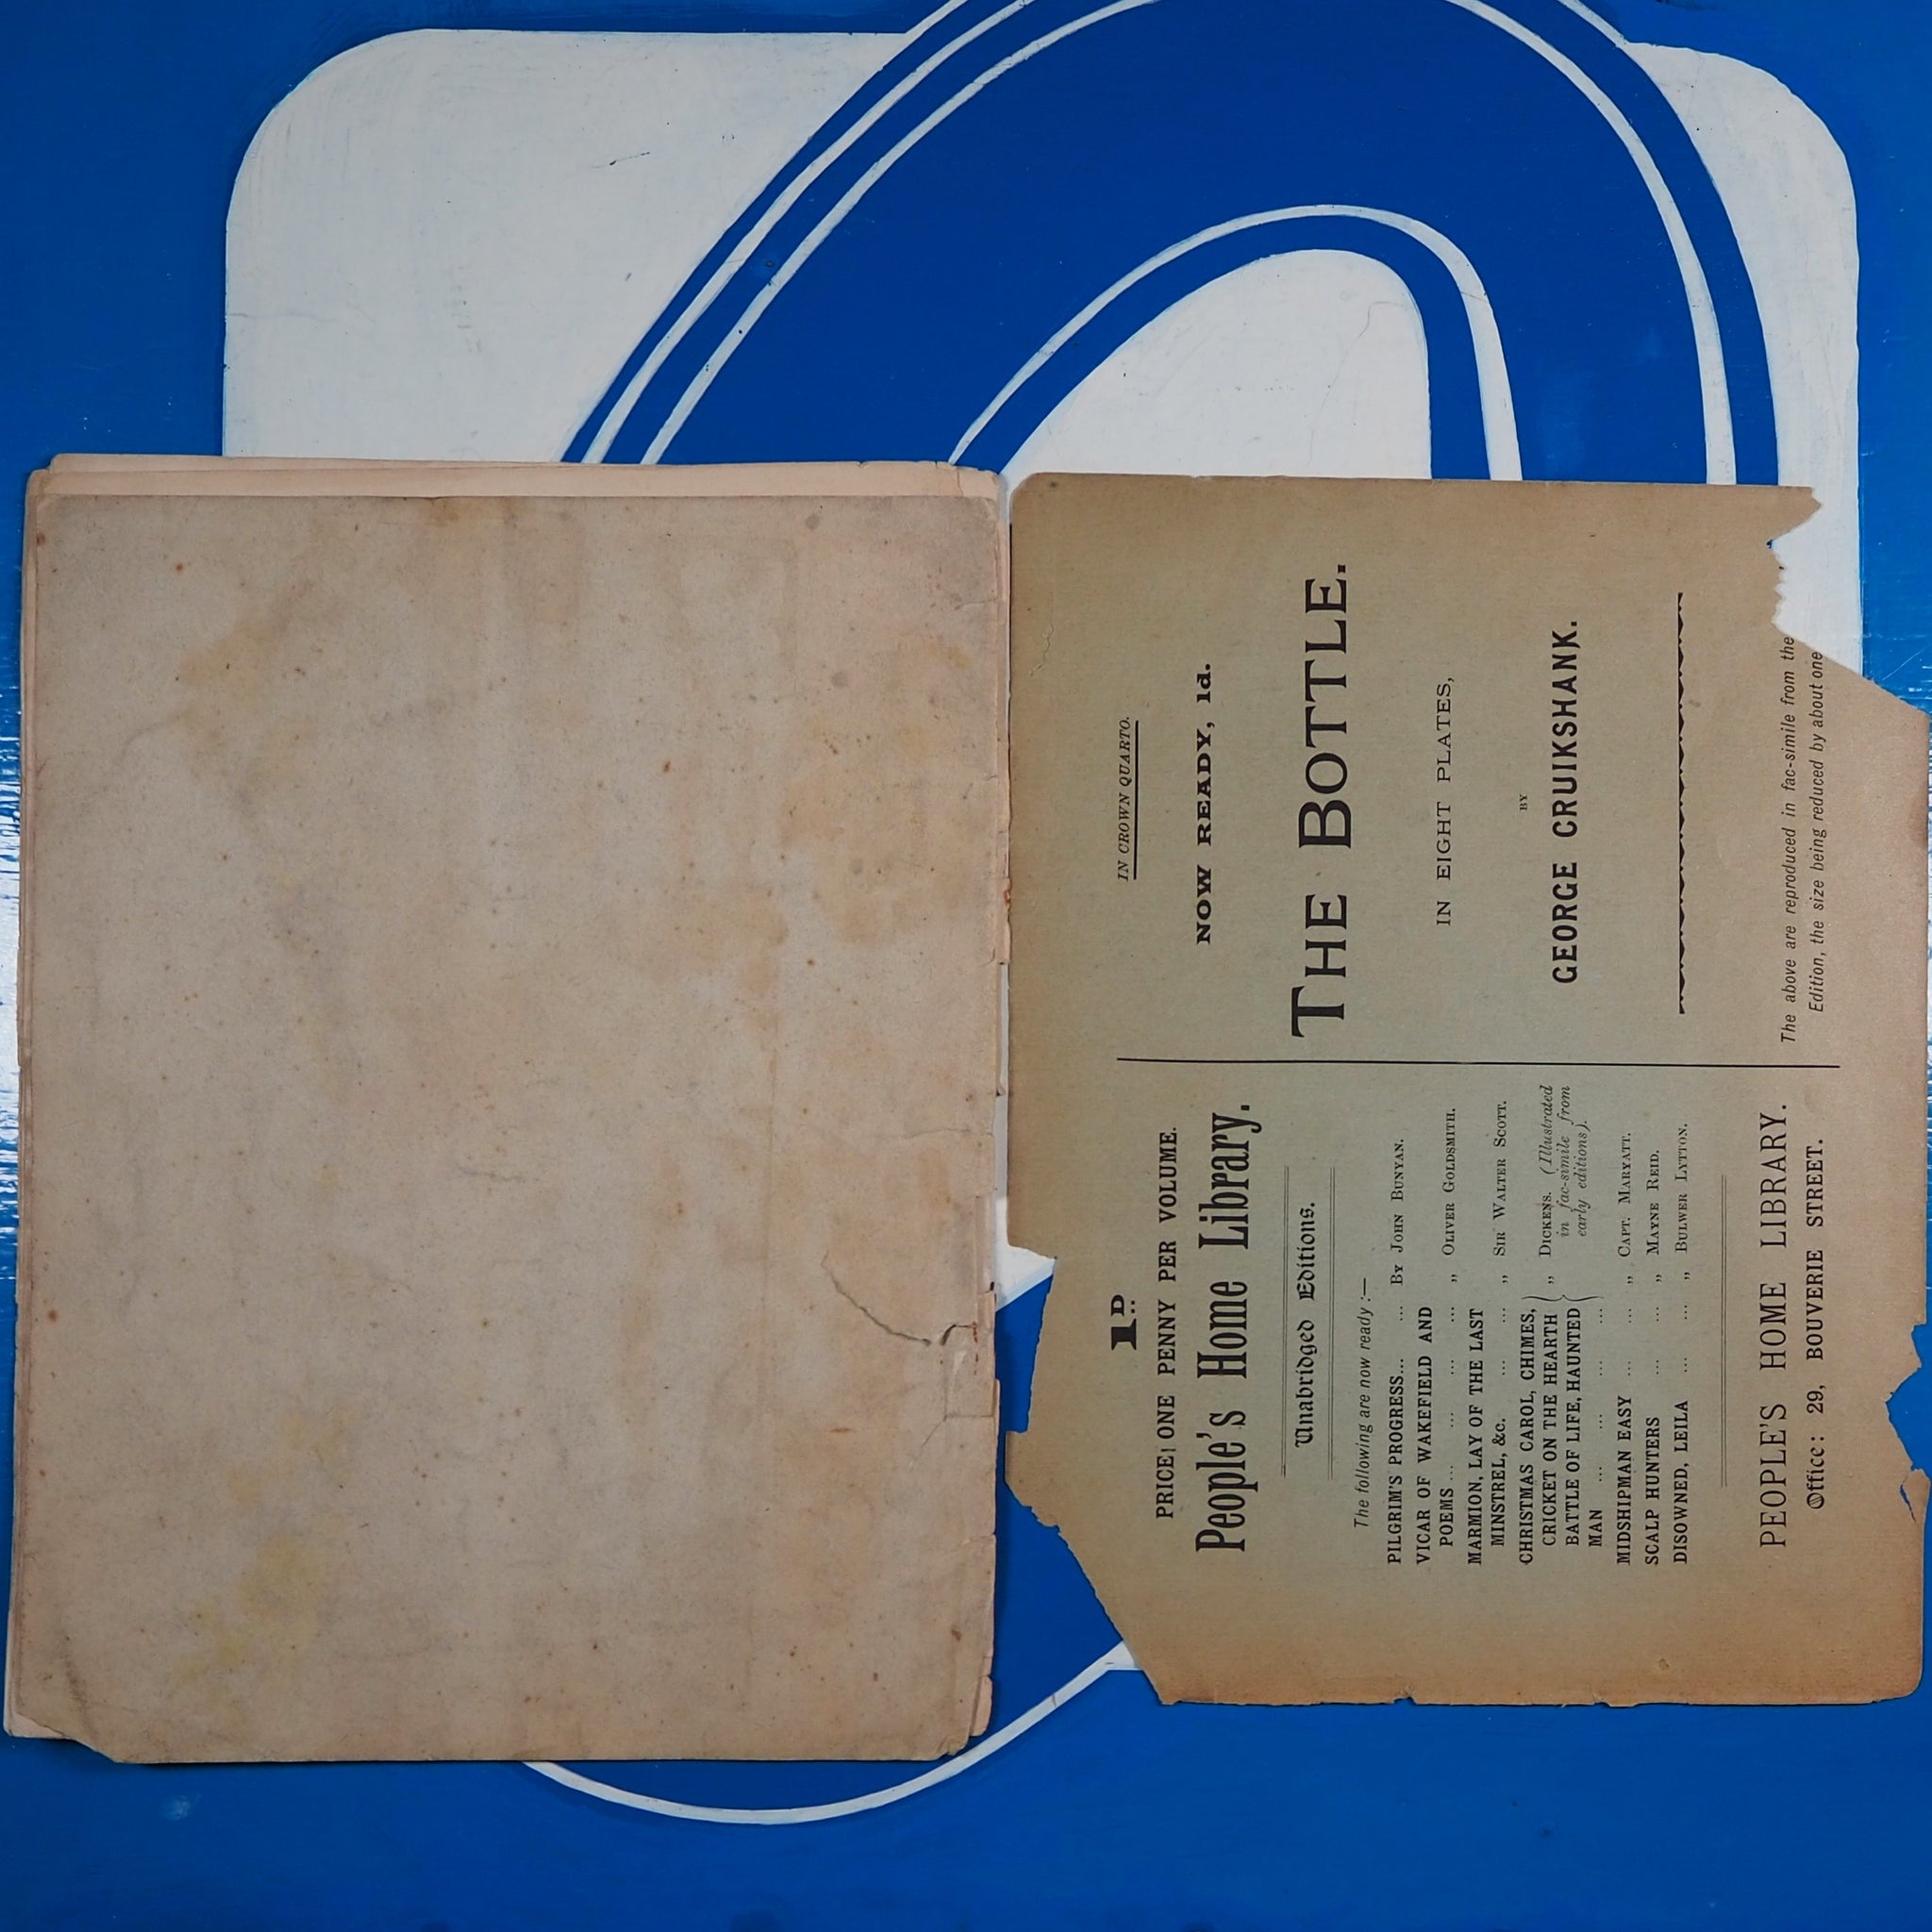 1D.
PRICE ONE PENNY PER VOLUME.
People's Home Library.
Unabridged Editions.
The following are now ready :—
PILGRIM'S PROGRESS... ... By JOHN BUNYAN.
VICAR OF WAKEFIELD AND
POEMS ... ... ... ... „ OLIVER GOLDSMITH.
MARMION, LAY OF THE LAST
MINSTREL, &c. ... ... „ SIR WALTER SCOTT.
CHRISTMAS CAROL, CHIMES,
CRICKET ON THE HEARTH
BATTLE OF LIFE, HAUNTED
MAN ... ... ... ...
„ DICKENS. (Illustrated
in fac-simile from
early editions).
MIDSHIPMAN EASY ... ... „ CAPT. MARYATT.
SCALP HUNTERS ... ... „ MAYNE REID.
DISOWNED, LEILA ... ... „ BULWER LYTTON.
PEOPLE'S HOME LIBRARY.
Office: 29, BOUVERIE STREET.
IN CROWN QUARTO.
NOW READY, 1d.
THE BOTTLE.
IN EIGHT PLATES,
BY
GEORGE CRUIKSHANK.
The above are reproduced in fac-simile from the
Edition, the size being reduced by about one